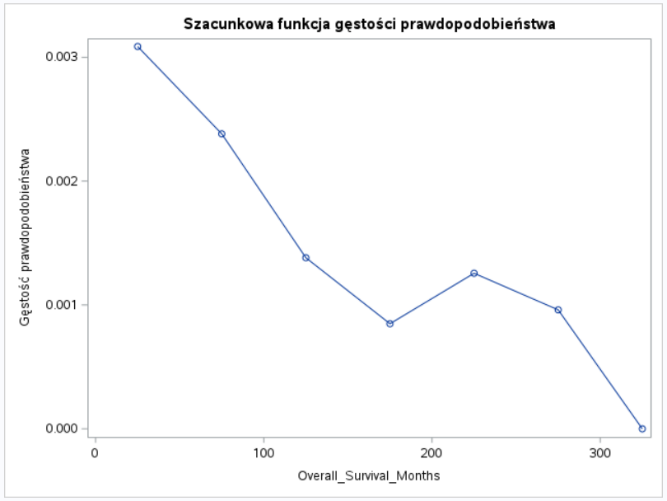 Szacunkowa funkcja gęstości prawdopodobieństwa
0.003
0.002
0.001
0.000
Gęstość prawdopodobieństwa
0
100
200
300
Overall_Survival_Months